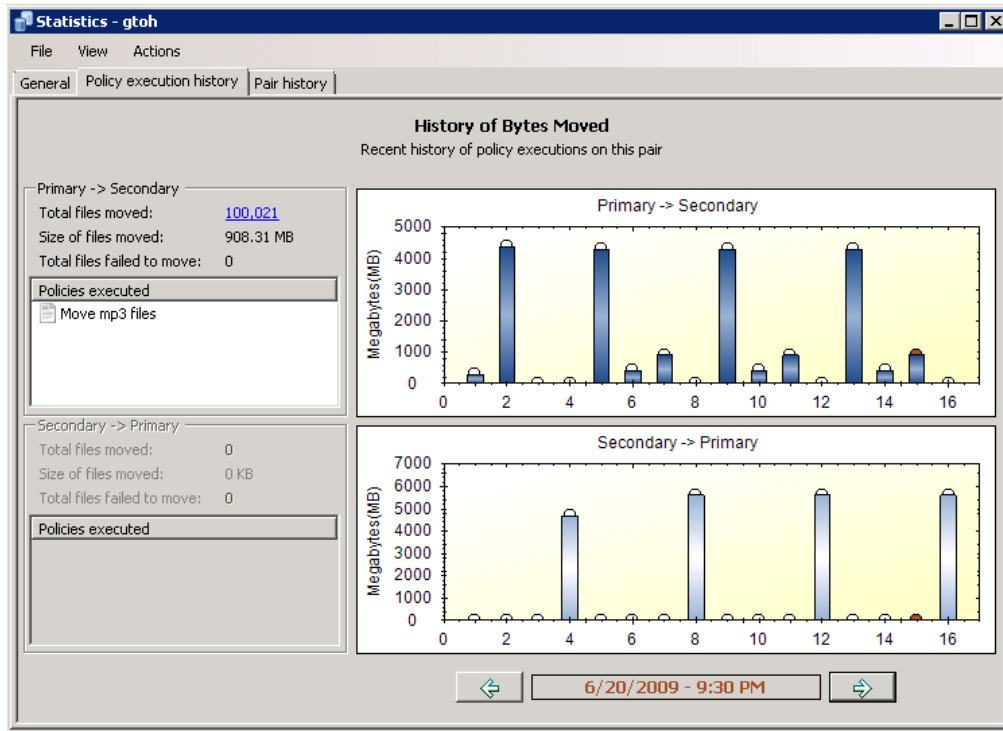 Statistics - gtoh
File View Actions
General Policy execution history Pair history
History of Bytes Moved
Recent history of policy executions on this pair
Primary -> Secondary
Total files moved: 100,021
Size of files moved: 908.31 MB
Total files failed to move: 0
Policies executed
Move mp3 files
Primary -> Secondary
Megabytes(MB)
5000
4000
3000
2000
1000
0
0 2 4 6 8 10 12 14 16
Secondary -> Primary
Total files moved: 0
Size of files moved: 0 KB
Total files failed to move: 0
Policies executed
Secondary -> Primary
Megabytes(MB)
7000
6000
5000
4000
3000
2000
1000
0
0 2 4 6 8 10 12 14 16
6/20/2009 - 9:30 PM